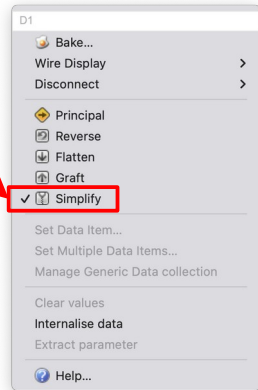 D1
Bake...
Wire Display
Disconnect
Principal
Reverse
Flatten
Graft
Simplify
Set Data Item...
Set Multiple Data Items...
Manage Generic Data collection
Clear values
Internalise data
Extract parameter
Help...